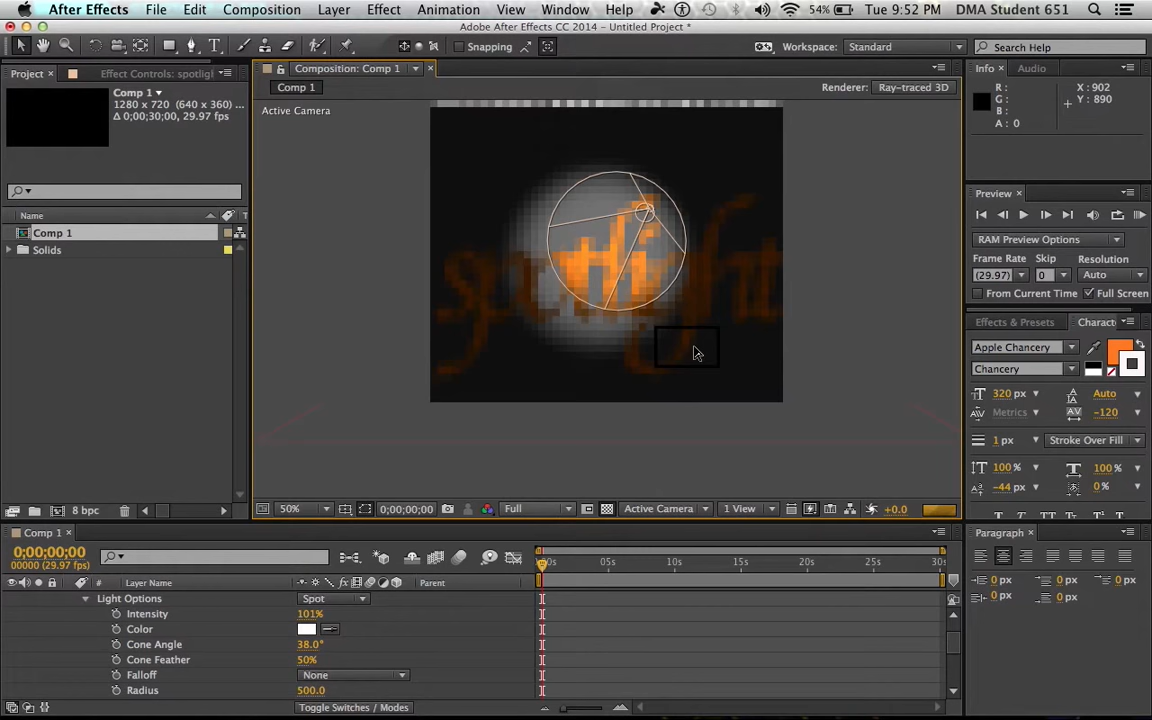 After Effects File Edit Composition Layer Effect Animation View Window Help 54% Tue 9:52 PM DMA Student 651
Adobe After Effects CC 2014 - Untitled Project *
Snapping Workspace: Standard Search Help
Project Effect Controls: spotlig
Comp 1
1280 x 720 (640 x 360) ...
Δ 0;00;30;00, 29.97 fps
Name
Comp 1
Solids
8 bpc
Composition: Comp 1
Comp 1
Renderer: Ray-traced 3D
Active Camera
spotlight
50% 0;00;00;00 Full Active Camera 1 View +0.0
Info Audio
R: X: 902
G: Y: 890
B:
A: 0
Preview
RAM Preview Options
Frame Rate Skip Resolution
(29.97) 0 Auto
From Current Time Full Screen
Effects & Presets Charact
Apple Chancery
Chancery
320 px Auto
Metrics -120
1 px Stroke Over Fill
100% 100%
-44 px 0%
T T TT Tt T
Paragraph
0 px 0 px 0 px
0 px 0 px
Comp 1
0;00;00;00
00000 (29.97 fps)
Layer Name Parent
:00s 05s 10s 15s 20s 25s 30s
Light Options Spot
Intensity 101%
Color
Cone Angle 38.0°
Cone Feather 50%
Falloff None
Radius 500.0
Toggle Switches / Modes